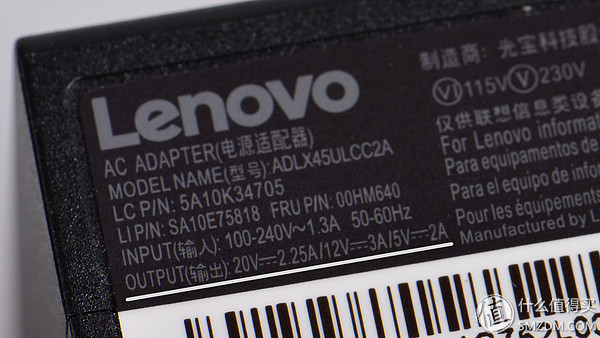 Lenovo
AC ADAPTER(电源适配器)
MODEL NAME(型号):ADLX45ULCC2A
LC P/N: 5A10K34705
LI P/N: SA10E75818 FRU P/N: 00HM640
INPUT(输入): 100-240V~1.3A 50-60Hz
OUTPUT(输出): 20V⎓2.25A/12V⎓3A/5V⎓2A
制造商: 光宝科技股
VI 115V V 230V
仅供联想信息类设
For Lenovo informa
Para equipamentos de
Para el equipo de infor
Pour les équipements
Manufactured by L
值 什么值得买
SMZDM.COM